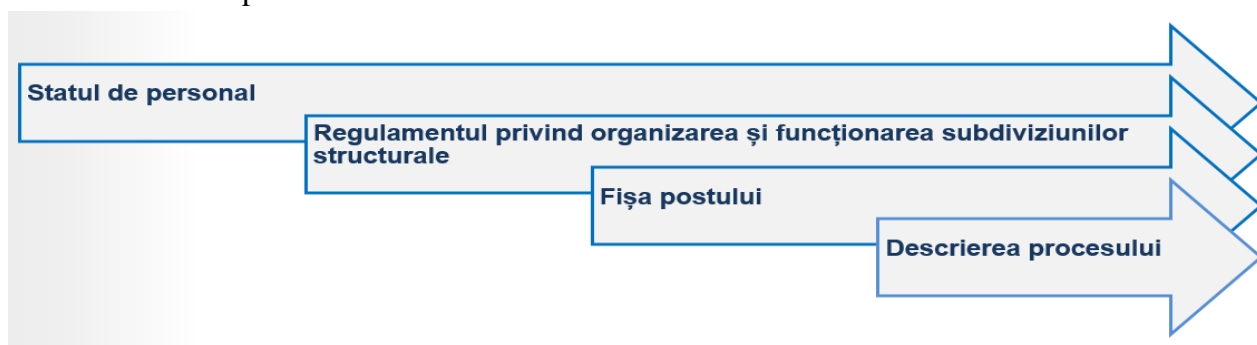 Statul de personal
Regulamentul privind organizarea și funcționarea subdiviziunilor
structurale
Fișa postului
Descrierea procesului